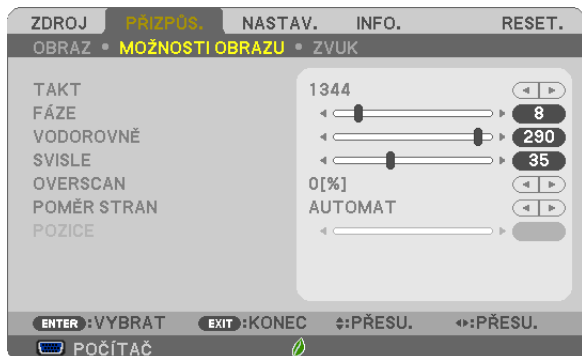 ZDROJ PŘIZPŮS. NASTAV. INFO. RESET.
OBRAZ • MOŽNOSTI OBRAZU • ZVUK
TAKT 1344
FÁZE 8
VODOROVNĚ 290
SVISLE 35
OVERSCAN 0[%]
POMĚR STRAN AUTOMAT
POZICE
ENTER :VYBRAT EXIT :KONEC :PŘESU. :PŘESU.
POČÍTAČ